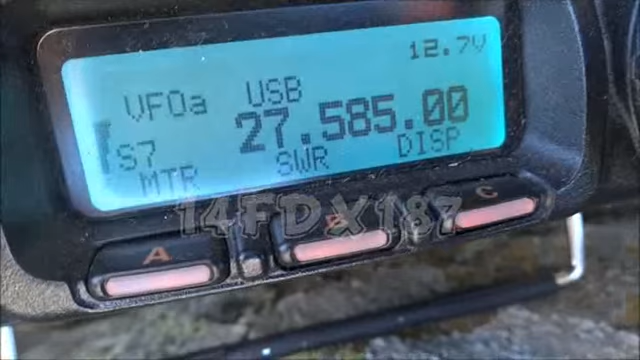 12.7V
VFOa USB
27.585.00
S7
MTR SWR DISP
14FDX187
A B C